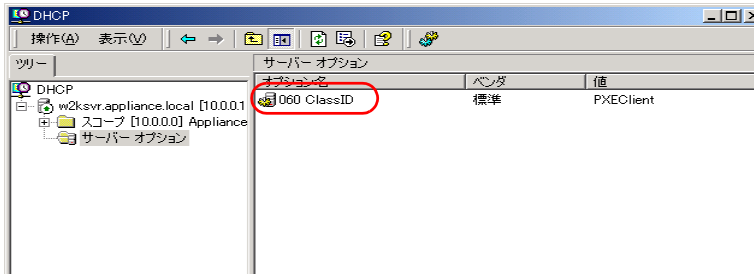 DHCP
操作(A) 表示(V)
ツリー
サーバー オプション
オプション名 ベンダ 値
DHCP
060 ClassID 標準 PXEClient
w2ksvr.appliance.local [10.0.0.1
スコープ [10.0.0.0] Appliance
サーバー オプション